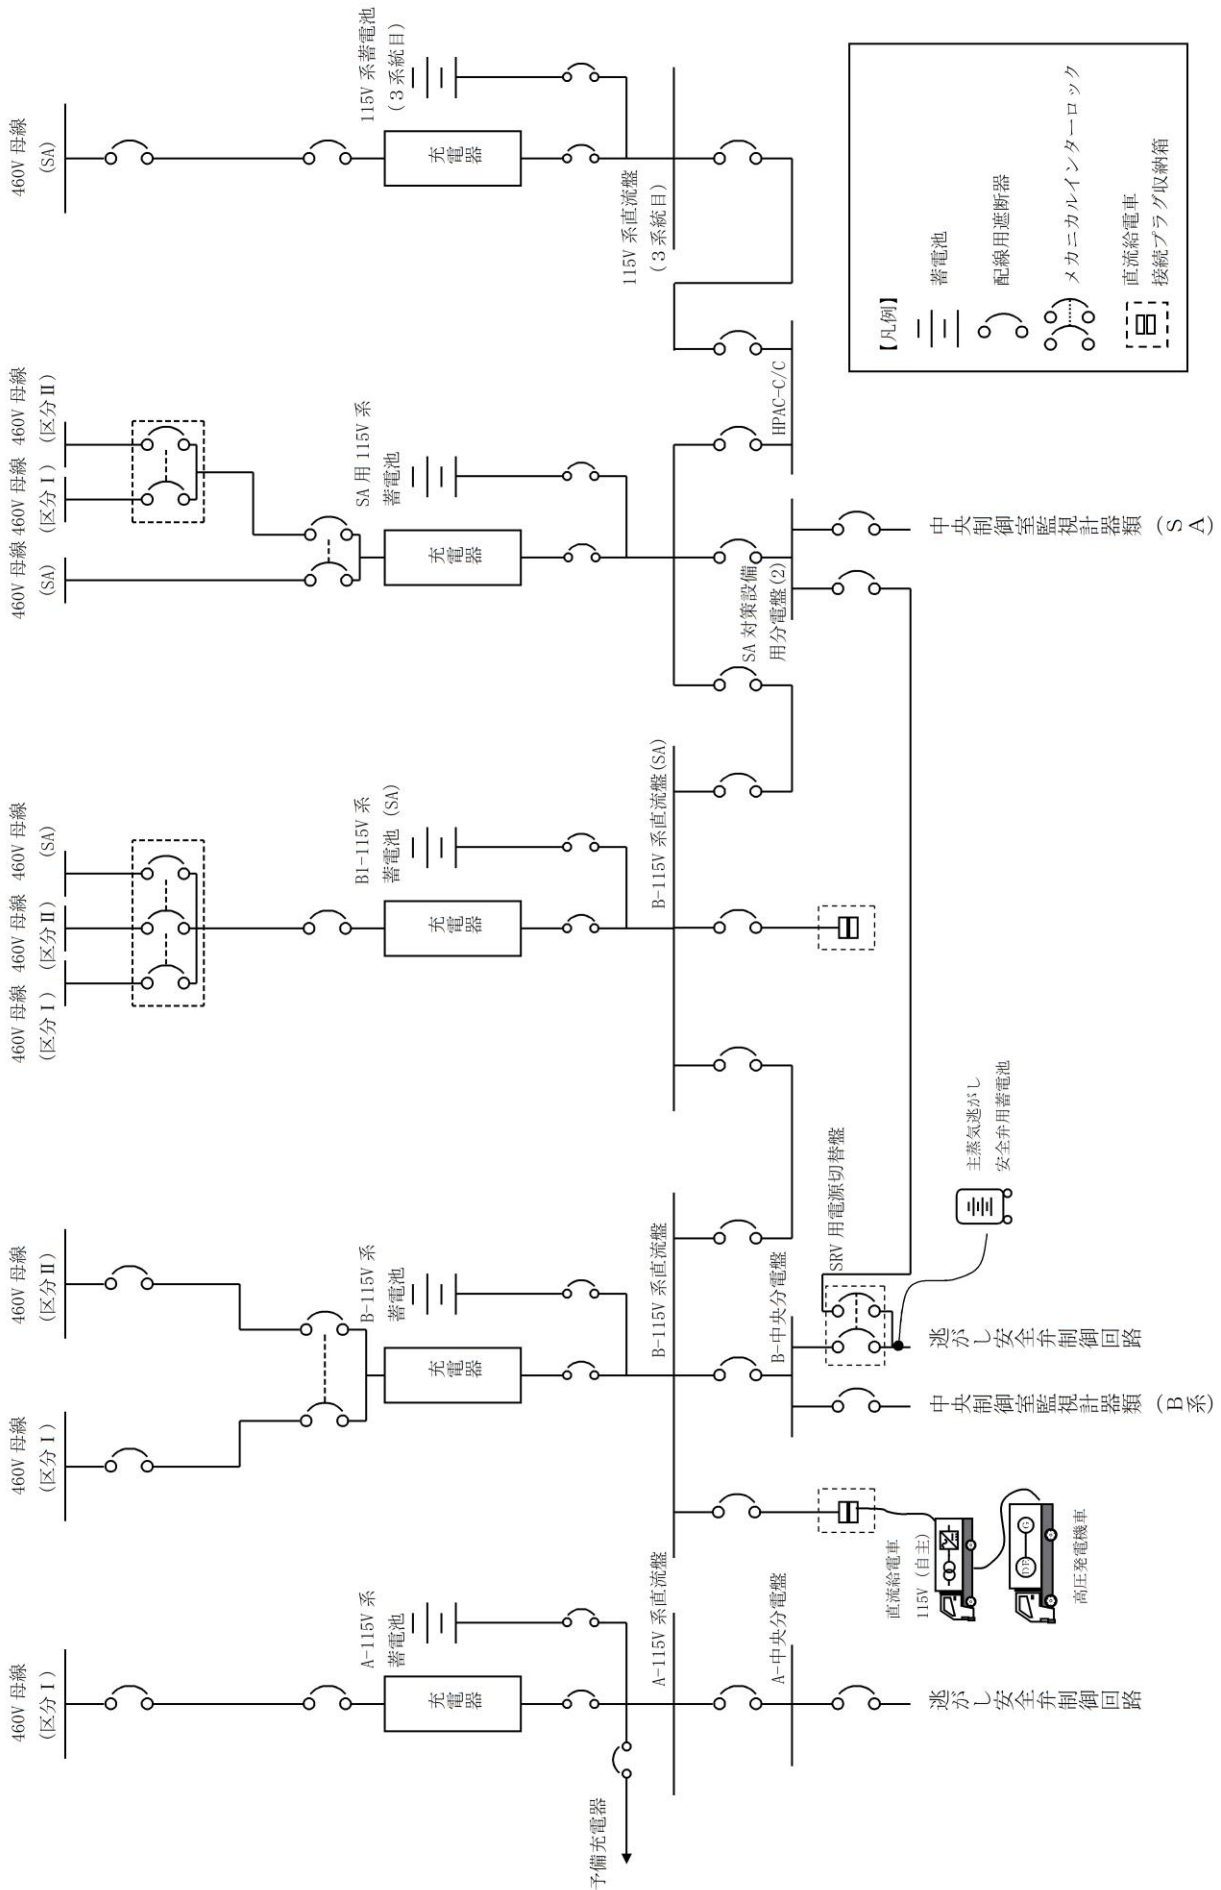 460V 母線
(区分Ⅰ)
460V 母線
(区分Ⅰ)
460V 母線
(区分Ⅱ)
460V 母線
(区分Ⅰ)
460V 母線
(区分Ⅱ)
460V 母線
(SA)
460V 母線
(SA)
460V 母線
(区分Ⅰ)
460V 母線
(区分Ⅱ)
460V 母線
(SA)
A-115V 系
蓄電池
充電器
B-115V 系
蓄電池
充電器
B1-115V 系
蓄電池 (SA)
充電器
SA 用 115V 系
蓄電池
充電器
115V 系蓄電池
(3系統目)
充電器
予備充電器
A-115V 系直流盤
B-115V 系直流盤
B-115V 系直流盤(SA)
115V 系直流盤
(3系統目)
A-中央分電盤
B-中央分電盤
SA 対策設備
用分電盤(2)
HPAC-C/C
SRV 用電源切替盤
直流給電車
115V (自主)
DE
G
高圧発電機車
主蒸気逃がし
安全弁用蓄電池
逃がし安全弁制御回路
中央制御室監視計器類(B系)
逃がし安全弁制御回路
中央制御室監視計器類(SA)
【凡例】
蓄電池
配線用遮断器
メカニカルインターロック
直流給電車
接続プラグ収納箱